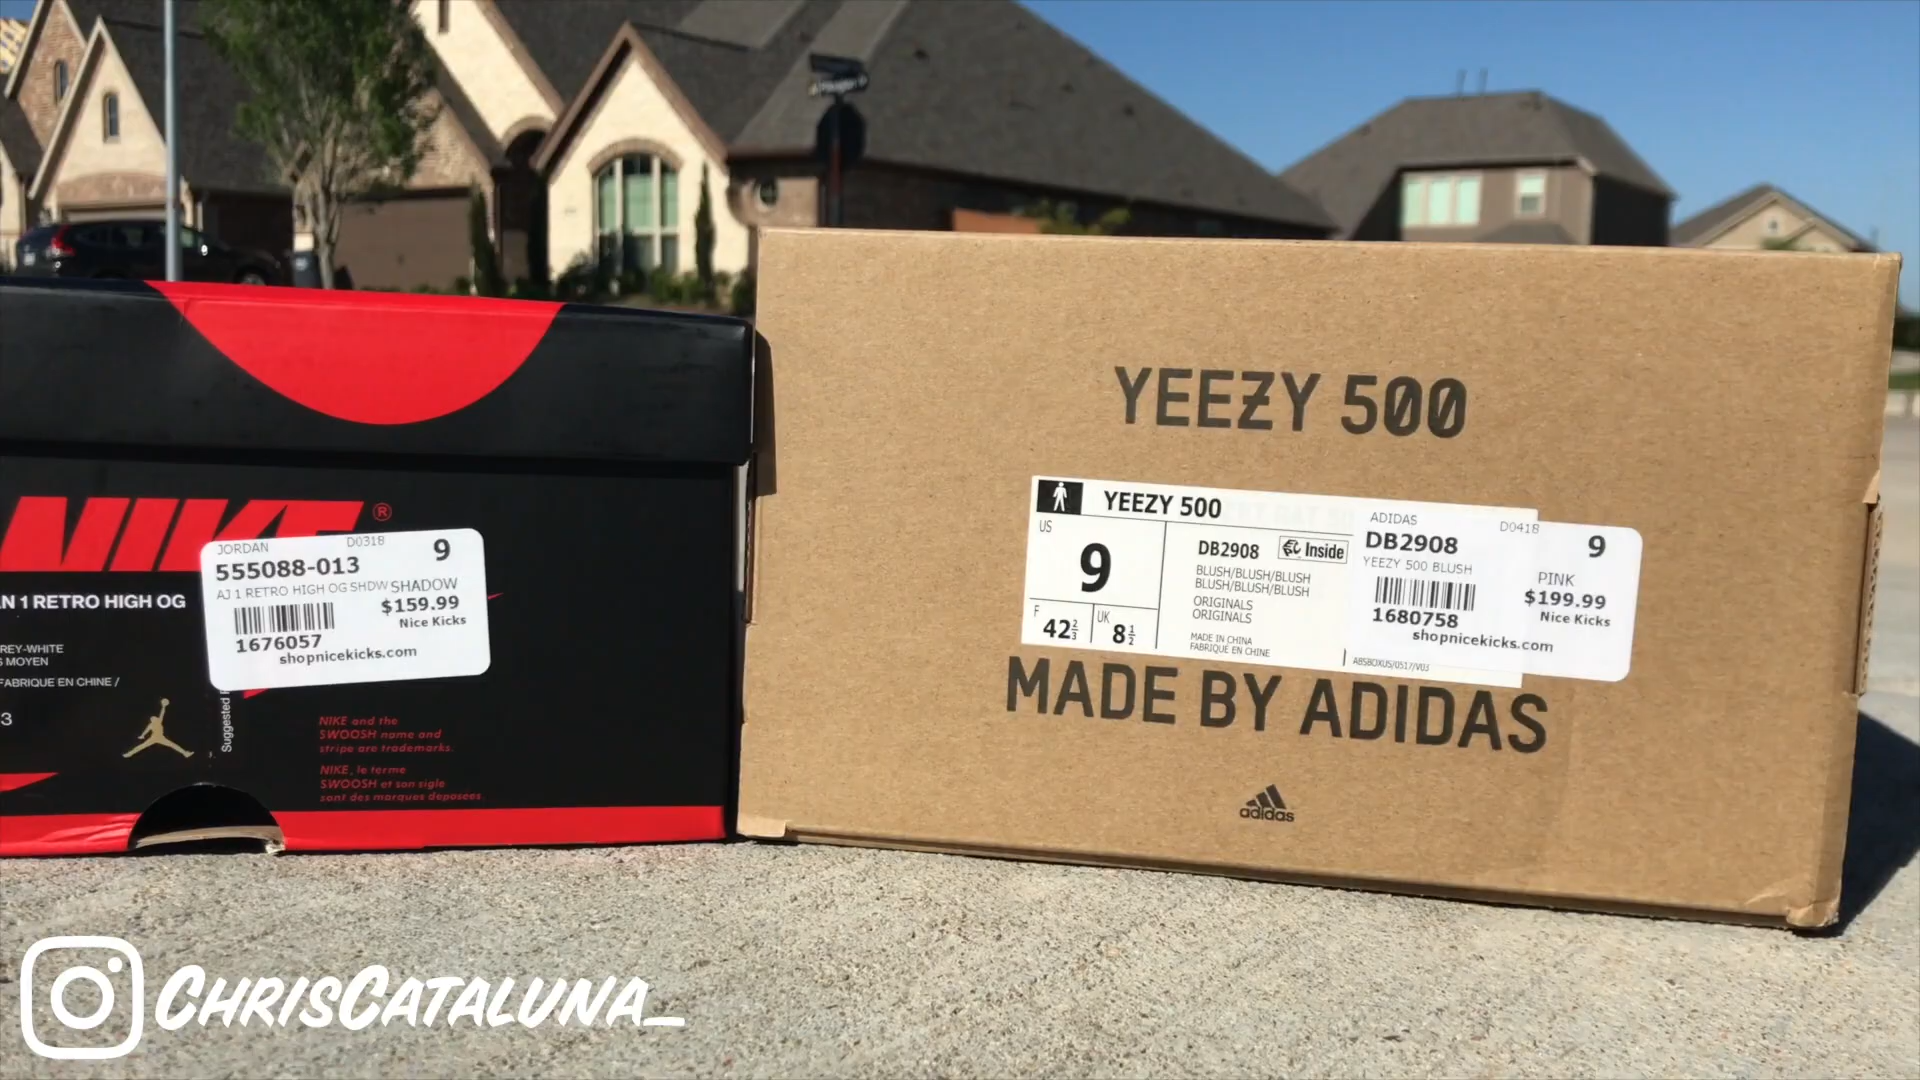 NIKE®
JORDAN D0318 9
555088-013
AJ 1 RETRO HIGH OG SHDW SHADOW
$159.99
Nice Kicks
1676057
shopnicekicks.com
N 1 RETRO HIGH OG
REY-WHITE
MOYEN
FABRIQUE EN CHINE /
3
Suggested
NIKE and the
SWOOSH name and
stripe are trademarks.
NIKE, le terme
SWOOSH et son sigle
sont des marques deposees.
YEEZY 500
YEEZY 500
US
9
F 42⅔
UK 8½
DB2908 Inside
BLUSH/BLUSH/BLUSH
BLUSH/BLUSH/BLUSH
ORIGINALS
ORIGINALS
MADE IN CHINA
FABRIQUE EN CHINE
ABSBOXUS/0517/V03
ADIDAS D0418 9
DB2908
YEEZY 500 BLUSH
PINK
$199.99
Nice Kicks
1680758
shopnicekicks.com
MADE BY ADIDAS
adidas
CHRISCATALUNA_